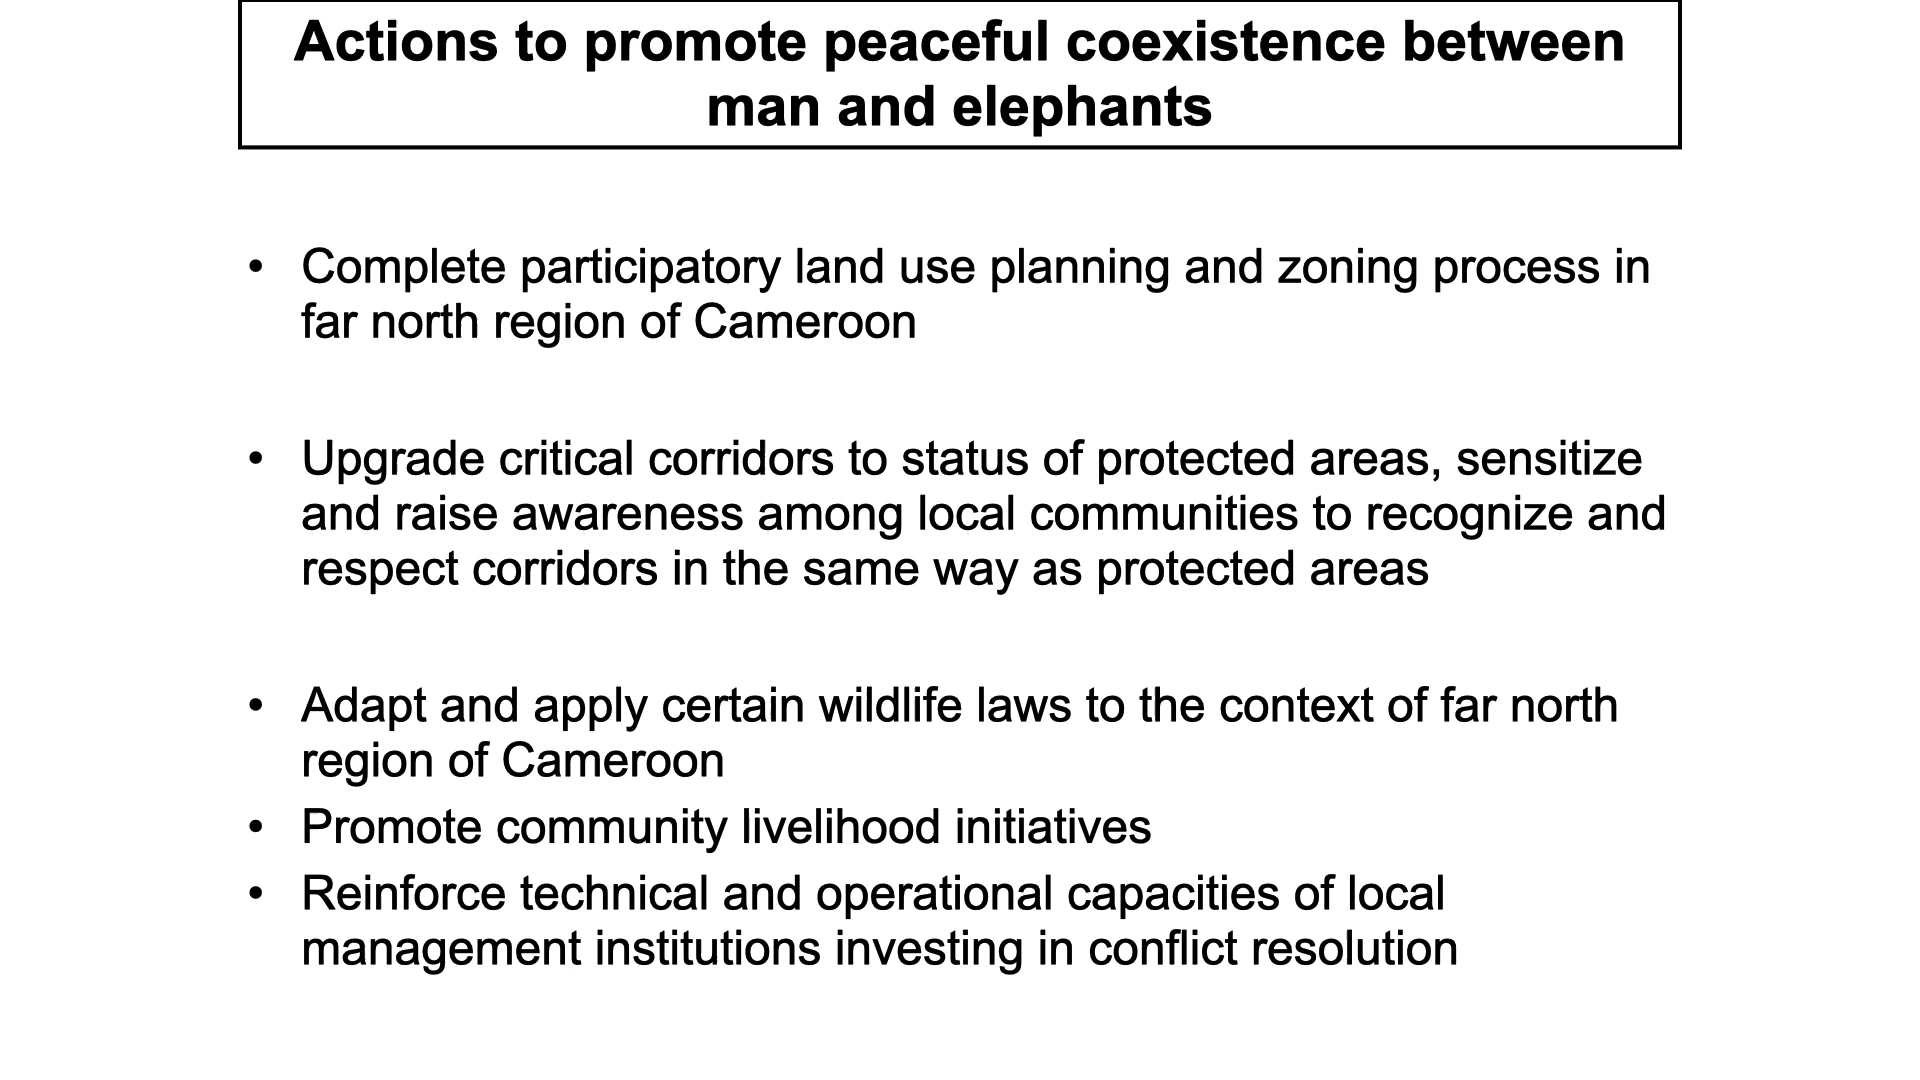 Actions to promote peaceful coexistence between
man and elephants
• Complete participatory land use planning and zoning process in
far north region of Cameroon
• Upgrade critical corridors to status of protected areas, sensitize
and raise awareness among local communities to recognize and
respect corridors in the same way as protected areas
• Adapt and apply certain wildlife laws to the context of far north
region of Cameroon
• Promote community livelihood initiatives
• Reinforce technical and operational capacities of local
management institutions investing in conflict resolution